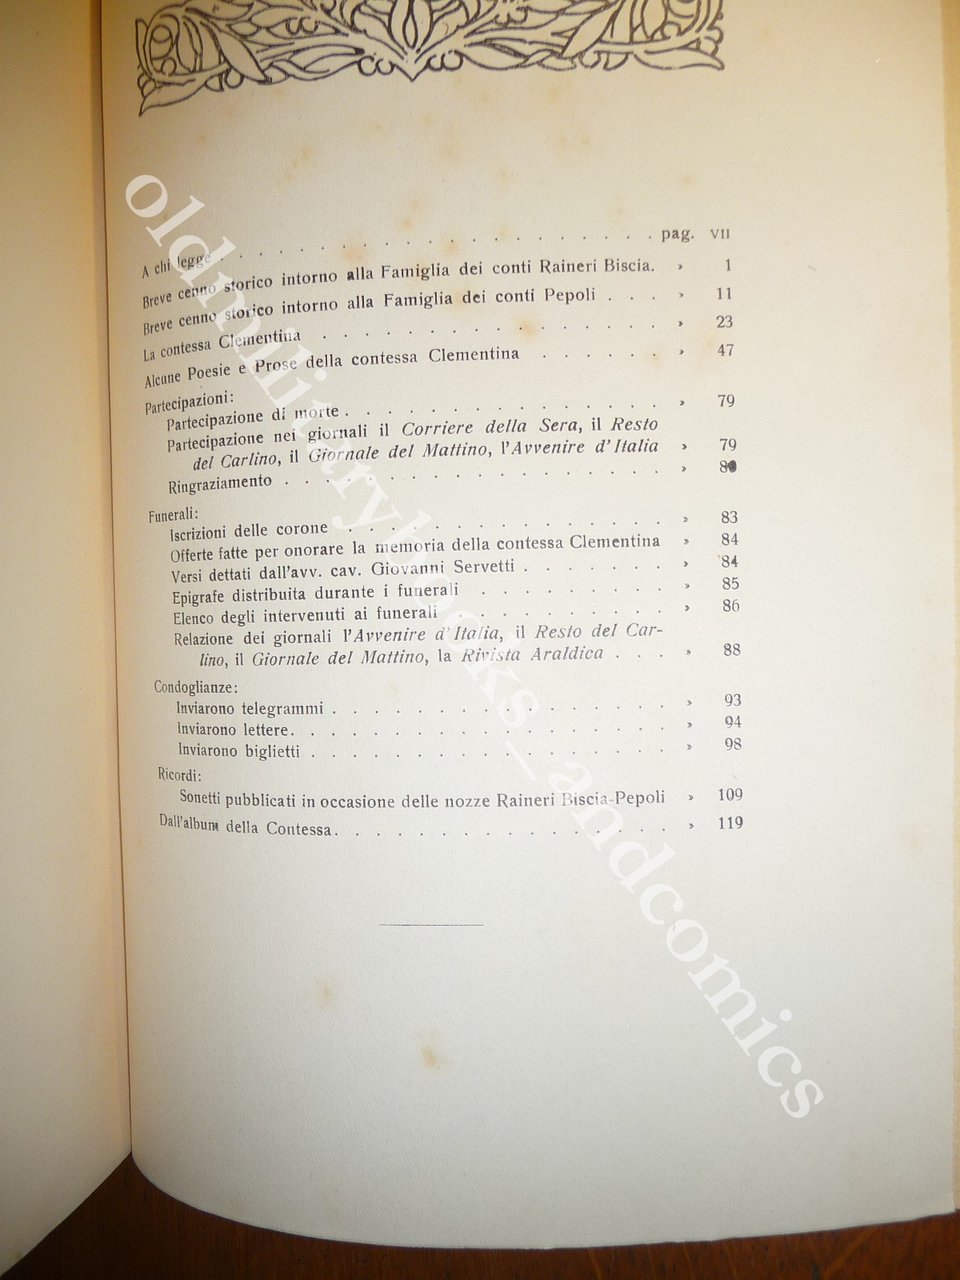 A chi legge . . . . . . . . . . . . . . . . . . . pag. VII
Breve cenno storico intorno alla Famiglia dei conti Raineri Biscia. » 1
Breve cenno storico intorno alla Famiglia dei conti Pepoli . . . » 11
La contessa Clementina . . . . . . . . . . . . . . . » 23
Alcune Poesie e Prose della contessa Clementina . . . . . . » 47
Partecipazioni:
Partecipazione di morte . . . . . . . . . . . . . . . » 79
Partecipazione nei giornali il Corriere della Sera, il Resto
del Carlino, il Giornale del Mattino, l'Avvenire d'Italia » 79
Ringraziamento . . . . . . . . . . . . . . . . . . » 80
Funerali:
Iscrizioni delle corone . . . . . . . . . . . . . . . » 83
Offerte fatte per onorare la memoria della contessa Clementina » 84
Versi dettati dall'avv. cav. Giovanni Servetti . . . . . . . » 84
Epigrafe distribuita durante i funerali . . . . . . . . . » 85
Elenco degli intervenuti ai funerali . . . . . . . . . . » 86
Relazione dei giornali l'Avvenire d'Italia, il Resto del Car-
lino, il Giornale del Mattino, la Rivista Araldica . . . » 88
Condoglianze:
Inviarono telegrammi . . . . . . . . . . . . . . . . » 93
Inviarono lettere . . . . . . . . . . . . . . . . . . » 94
Inviarono biglietti . . . . . . . . . . . . . . . . . » 98
Ricordi:
Sonetti pubblicati in occasione delle nozze Raineri Biscia-Pepoli » 109
Dall'album della Contessa . . . . . . . . . . . . . . . » 119
oldmilitarybooks_andcomics